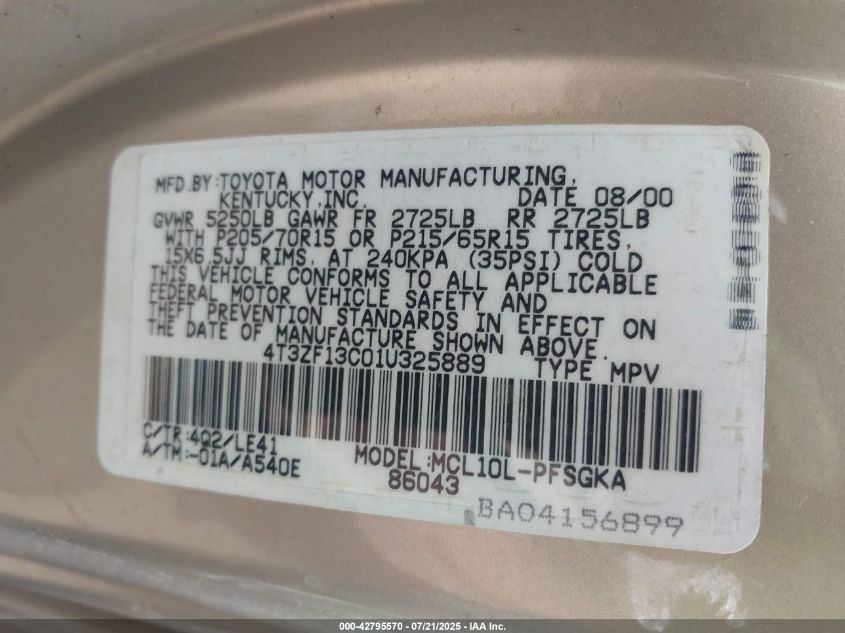 MFD.BY:TOYOTA MOTOR MANUFACTURING,
KENTUCKY,INC. DATE 08/00
GVWR 5250LB GAWR FR 2725LB RR 2725LB
WITH P205/70R15 OR P215/65R15 TIRES,
15X6.5JJ RIMS, AT 240KPA (35PSI) COLD
THIS VEHICLE CONFORMS TO ALL APPLICABLE
FEDERAL MOTOR VEHICLE SAFETY AND
THEFT PREVENTION STANDARDS IN EFFECT ON
THE DATE OF MANUFACTURE SHOWN ABOVE.
4T3ZF13C01U325889 TYPE MPV
C/TR:4Q2/LE41
A/TM:-01A/A540E
MODEL:MCL10L-PFSGKA
86043
BA04156899
000-42795570 - 07/21/2025 - IAA Inc.